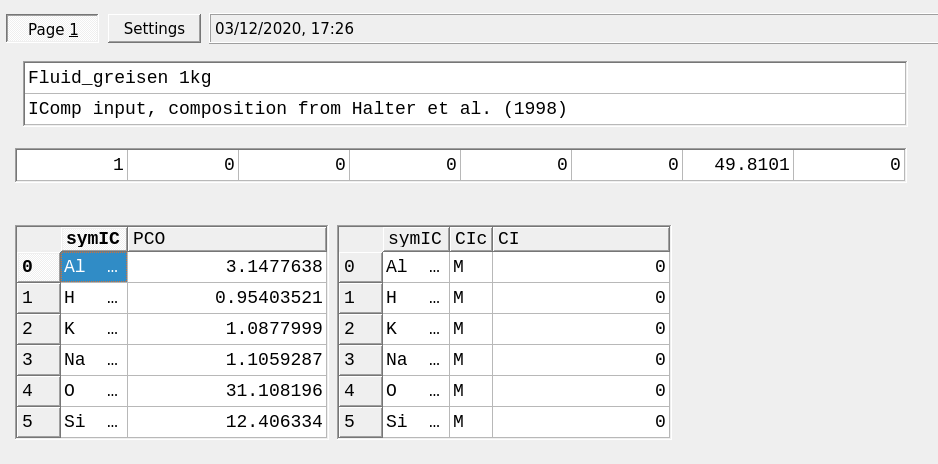 Page 1 Settings 03/12/2020, 17:26
Fluid_greisen 1kg
IComp input, composition from Halter et al. (1998)
1 0 0 0 0 0 49.8101 0
symIC PCO symIC CIc CI
0 Al … 3.1477638 0 Al … M 0
1 H … 0.95403521 1 H … M 0
2 K … 1.0877999 2 K … M 0
3 Na … 1.1059287 3 Na … M 0
4 O … 31.108196 4 O … M 0
5 Si … 12.406334 5 Si … M 0